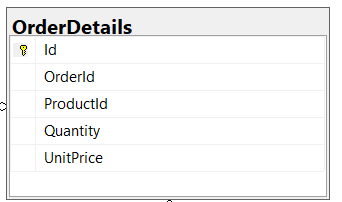 OrderDetails
Id
OrderId
ProductId
Quantity
UnitPrice